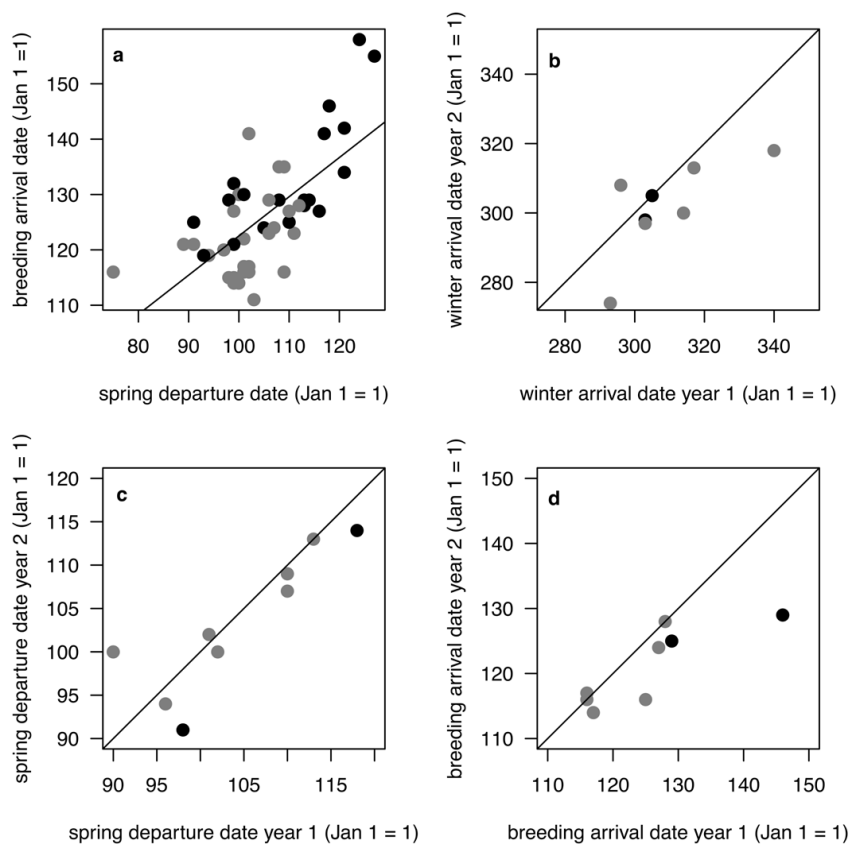 a
breeding arrival date (Jan 1 =1)
150
140
130
120
110
80 90 100 110 120
spring departure date (Jan 1 = 1)
b
winter arrival date year 2 (Jan 1 = 1)
340
320
300
280
280 300 320 340
winter arrival date year 1 (Jan 1 = 1)
c
spring departure date year 2 (Jan 1 = 1)
120
115
110
105
100
95
90
90 95 105 115
spring departure date year 1 (Jan 1 = 1)
d
breeding arrival date year 2 (Jan 1 = 1)
150
140
130
120
110
110 120 130 140 150
breeding arrival date year 1 (Jan 1 = 1)